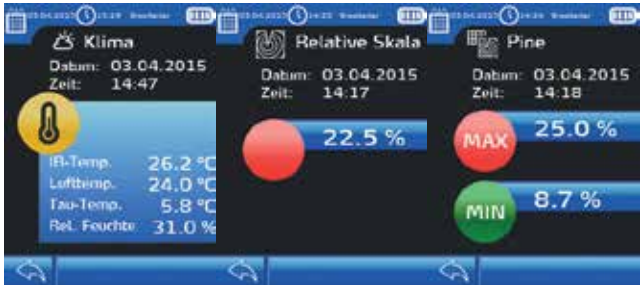 Klima
Datum: 03.04.2015
Zeit: 14:47
IR-Temp. 26.2 °C
Lufttemp. 24.0 °C
Tau-Temp. 5.8 °C
Rel. Feuchte 31.0 %
Relative Skala
Datum: 03.04.2015
Zeit: 14:17
22.5 %
Pine
Datum: 03.04.2015
Zeit: 14:18
MAX 25.0 %
MIN 8.7 %